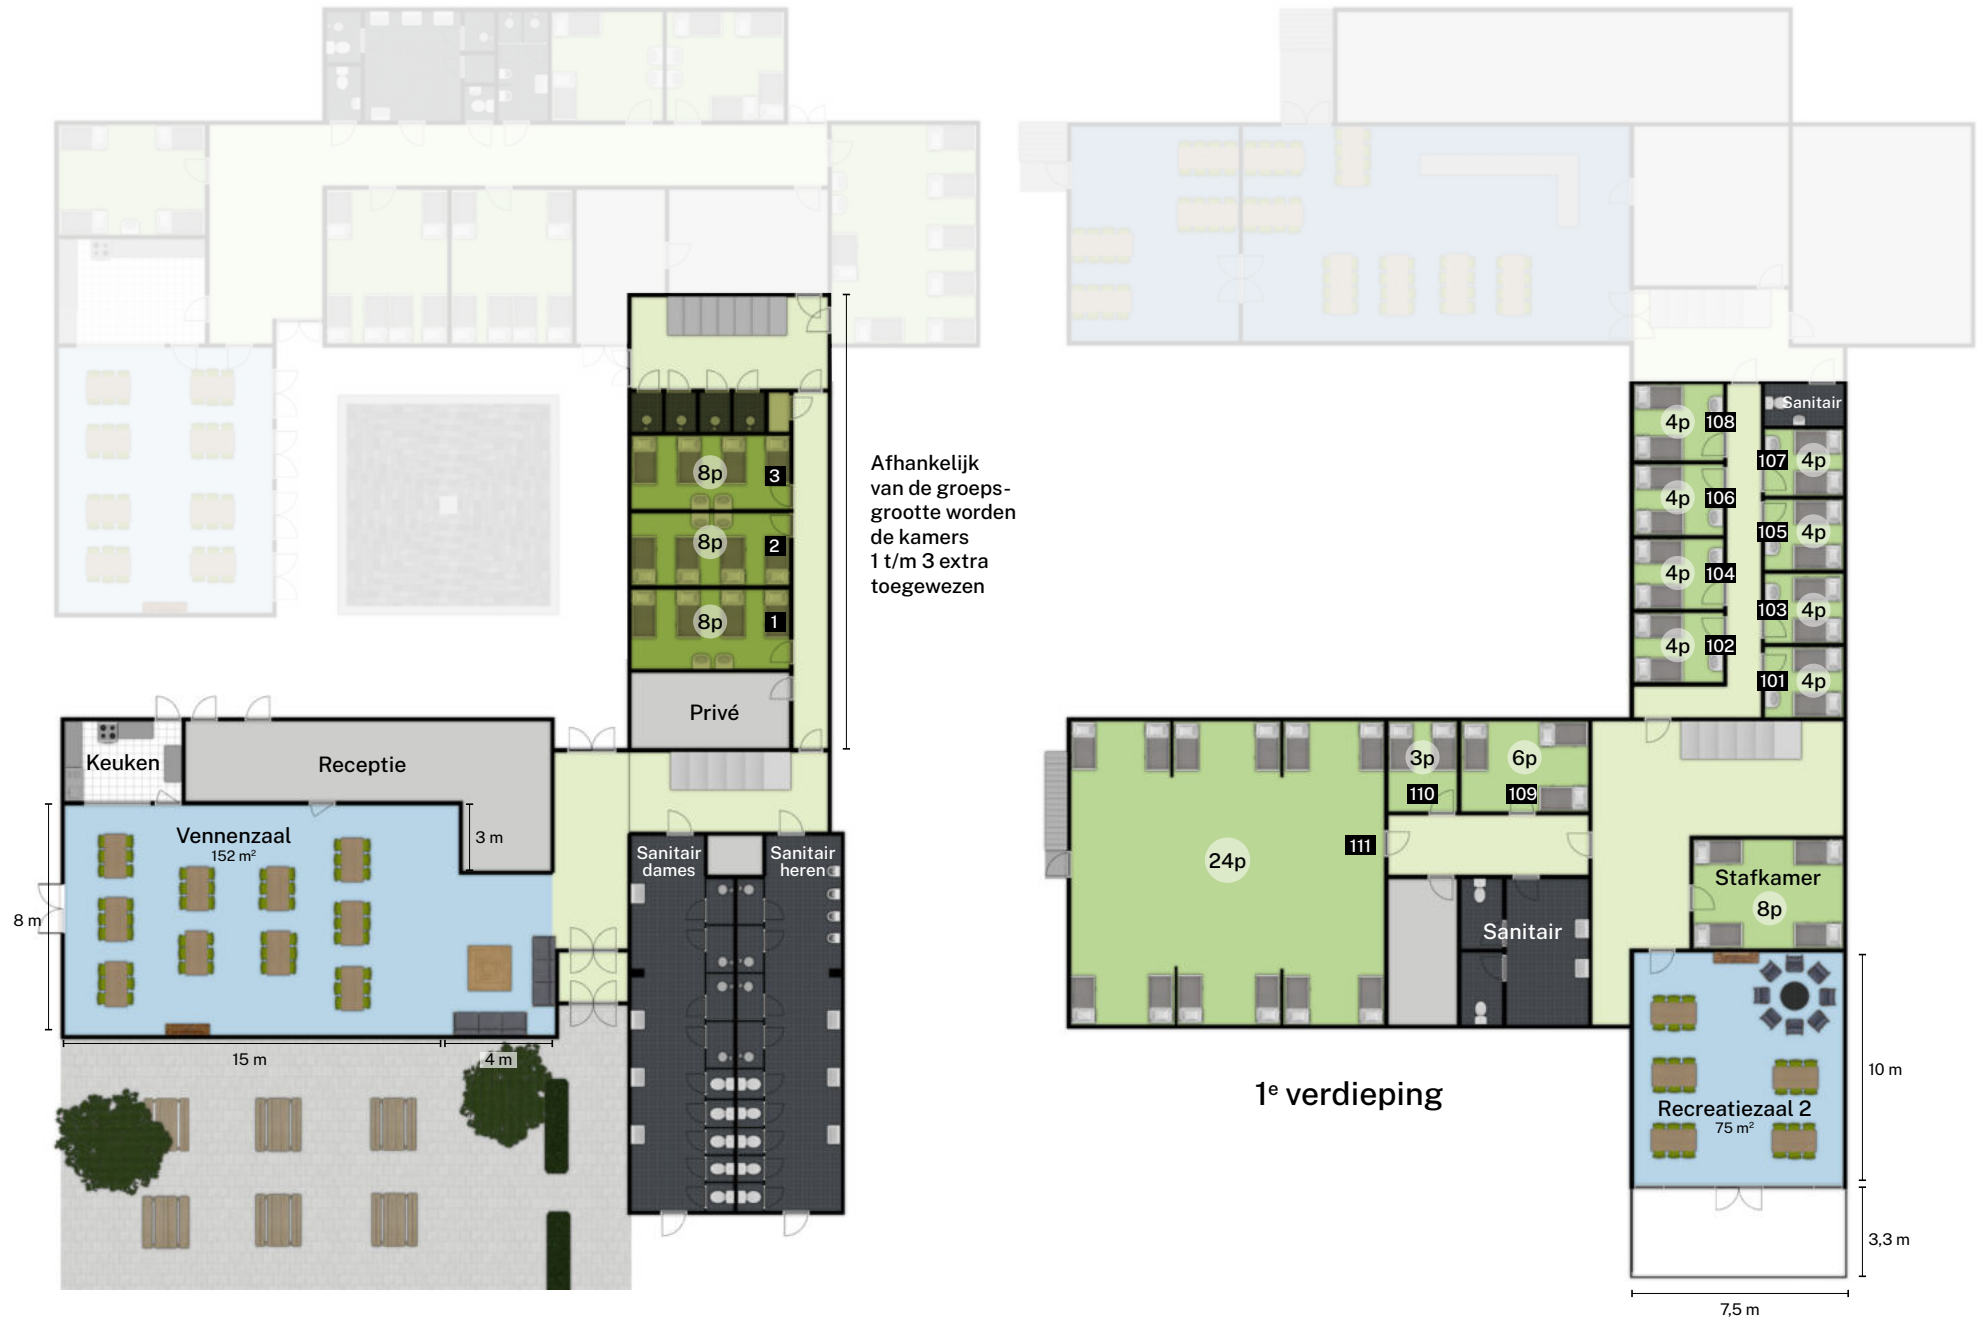 8p
3
8p
2
8p
1
Privé
Afhankelijk
van de groeps-
grootte worden
de kamers
1 t/m 3 extra
toegewezen
Keuken
Receptie
Vennenzaal
152 m²
3 m
8 m
15 m
4 m
Sanitair
dames
Sanitair
heren
4p
108
Sanitair
107
4p
4p
106
105
4p
4p
104
103
4p
4p
102
101
4p
3p
110
6p
109
111
24p
Stafkamer
8p
Sanitair
1e verdieping
Recreatiezaal 2
75 m²
10 m
3,3 m
7,5 m